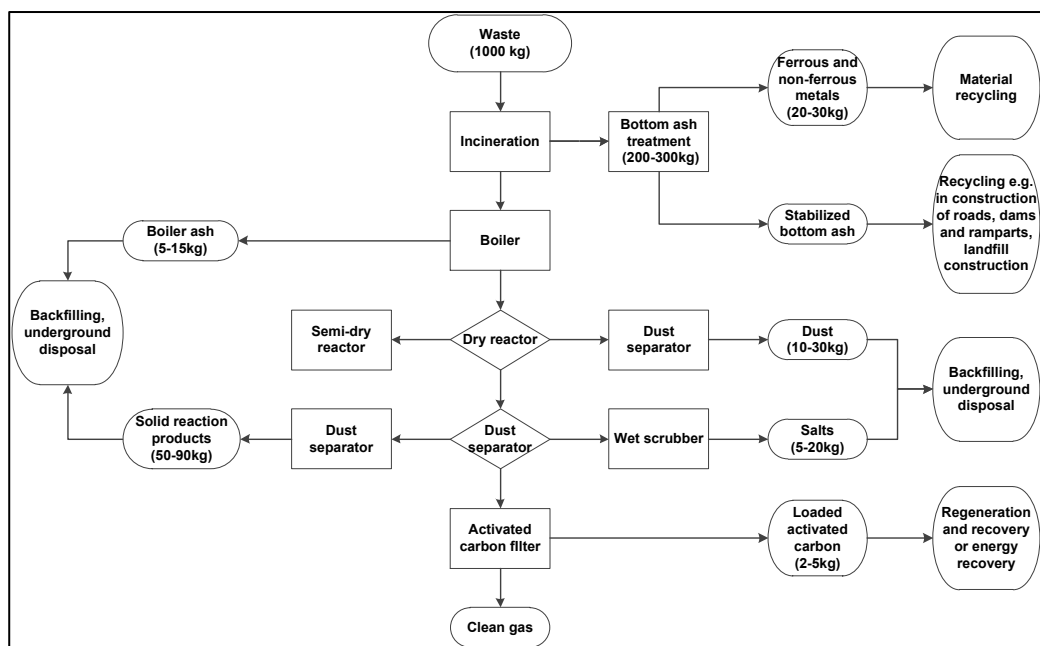 Waste
(1000 kg)
Ferrous and
non-ferrous
metals
(20-30kg)
Material
recycling
Incineration
Bottom ash
treatment
(200-300kg)
Recycling e.g.
in construction
of roads, dams
and ramparts,
landfill
construction
Stabilized
bottom ash
Boiler ash
(5-15kg)
Boiler
Backfilling,
underground
disposal
Semi-dry
reactor
Dry reactor
Dust
separator
Dust
(10-30kg)
Backfilling,
underground
disposal
Solid reaction
products
(50-90kg)
Dust
separator
Dust
separator
Wet scrubber
Salts
(5-20kg)
Activated
carbon fIlter
Loaded
activated
carbon
(2-5kg)
Regeneration
and recovery
or energy
recovery
Clean gas